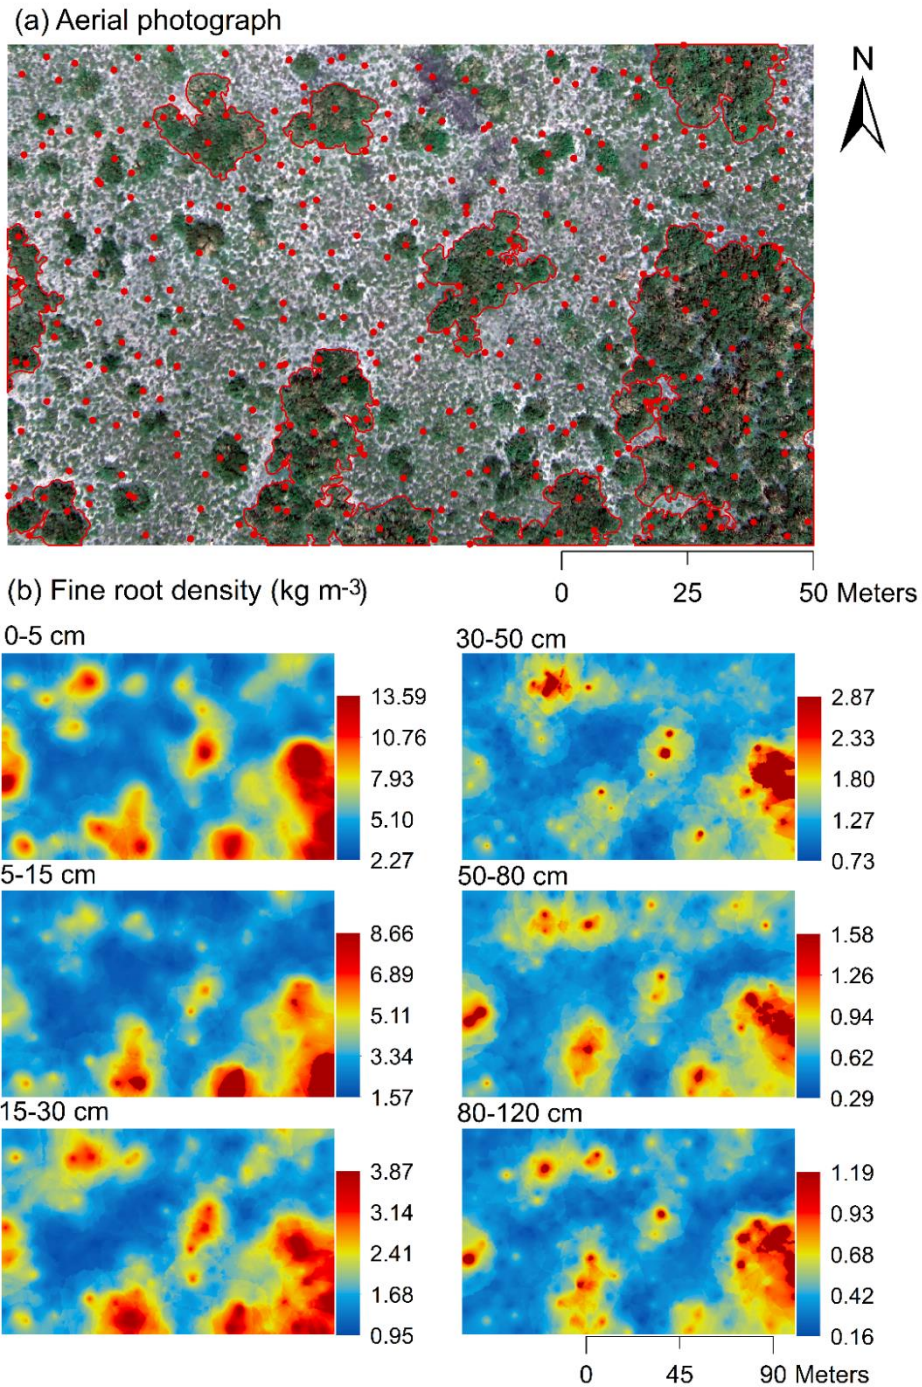 (a) Aerial photograph
N
0 25 50 Meters
(b) Fine root density (kg m-3)
0-5 cm
13.59
10.76
7.93
5.10
2.27
30-50 cm
2.87
2.33
1.80
1.27
0.73
5-15 cm
8.66
6.89
5.11
3.34
1.57
50-80 cm
1.58
1.26
0.94
0.62
0.29
15-30 cm
3.87
3.14
2.41
1.68
0.95
80-120 cm
1.19
0.93
0.68
0.42
0.16
0 45 90 Meters